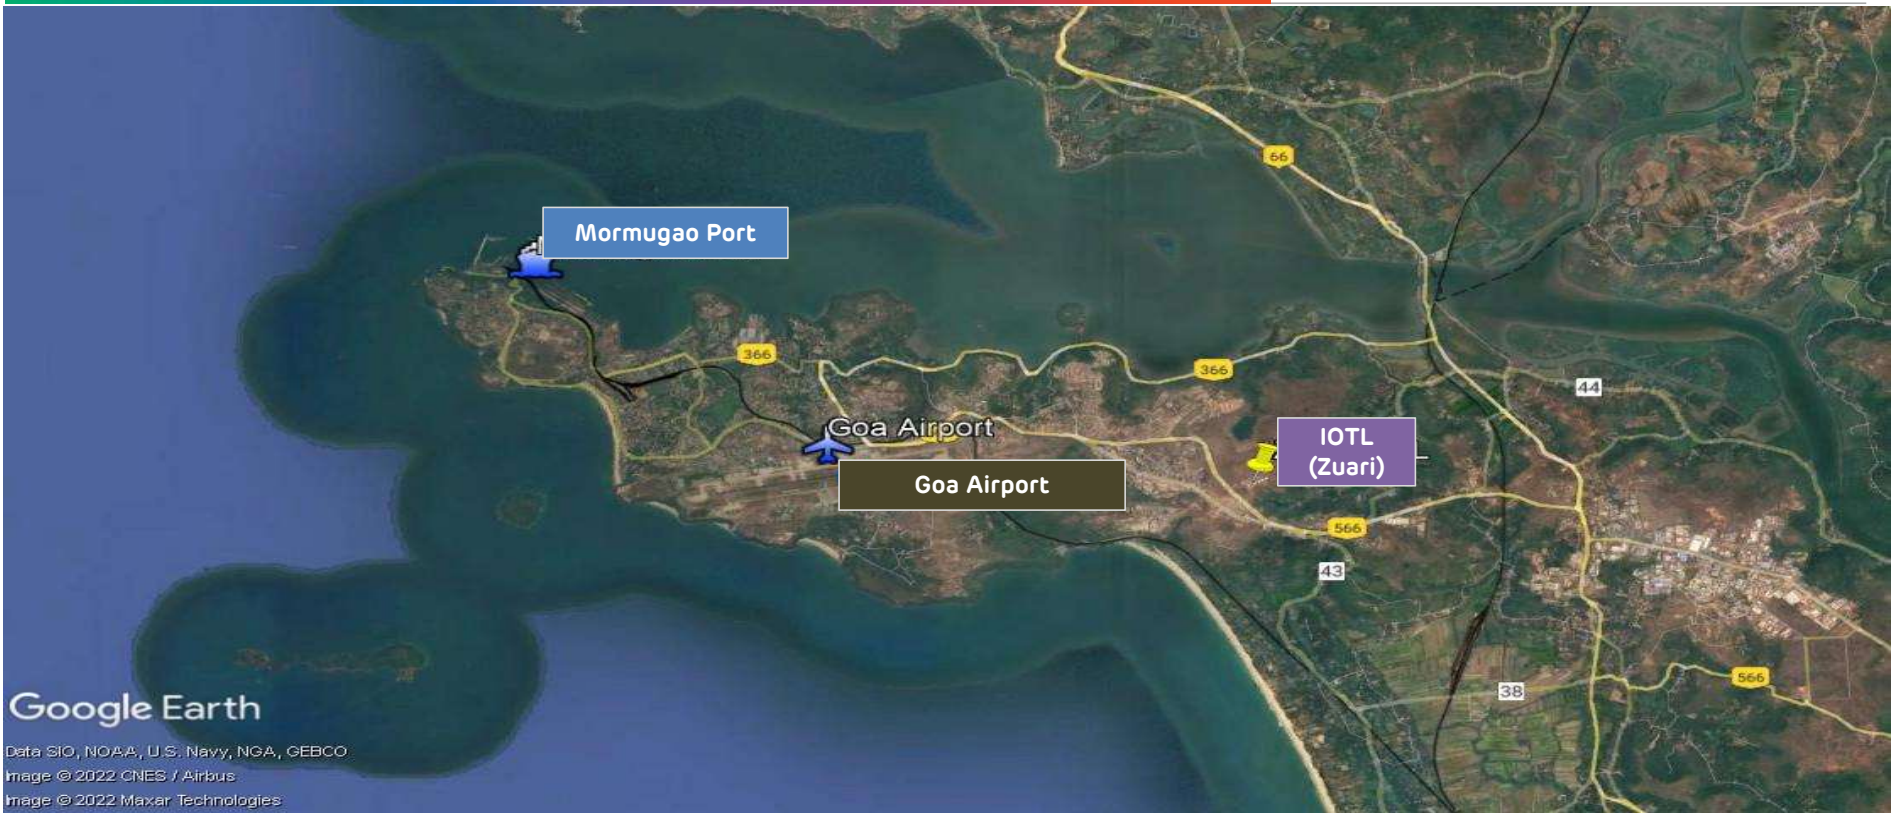 66
Mormugao Port
366
366
44
Goa Airport
IOTL
(Zuari)
Goa Airport
566
43
38
566
Google Earth
Data SIO, NOAA, U.S. Navy, NGA, GEBCO
Image © 2022 CNES / Airbus
Image © 2022 Maxar Technologies